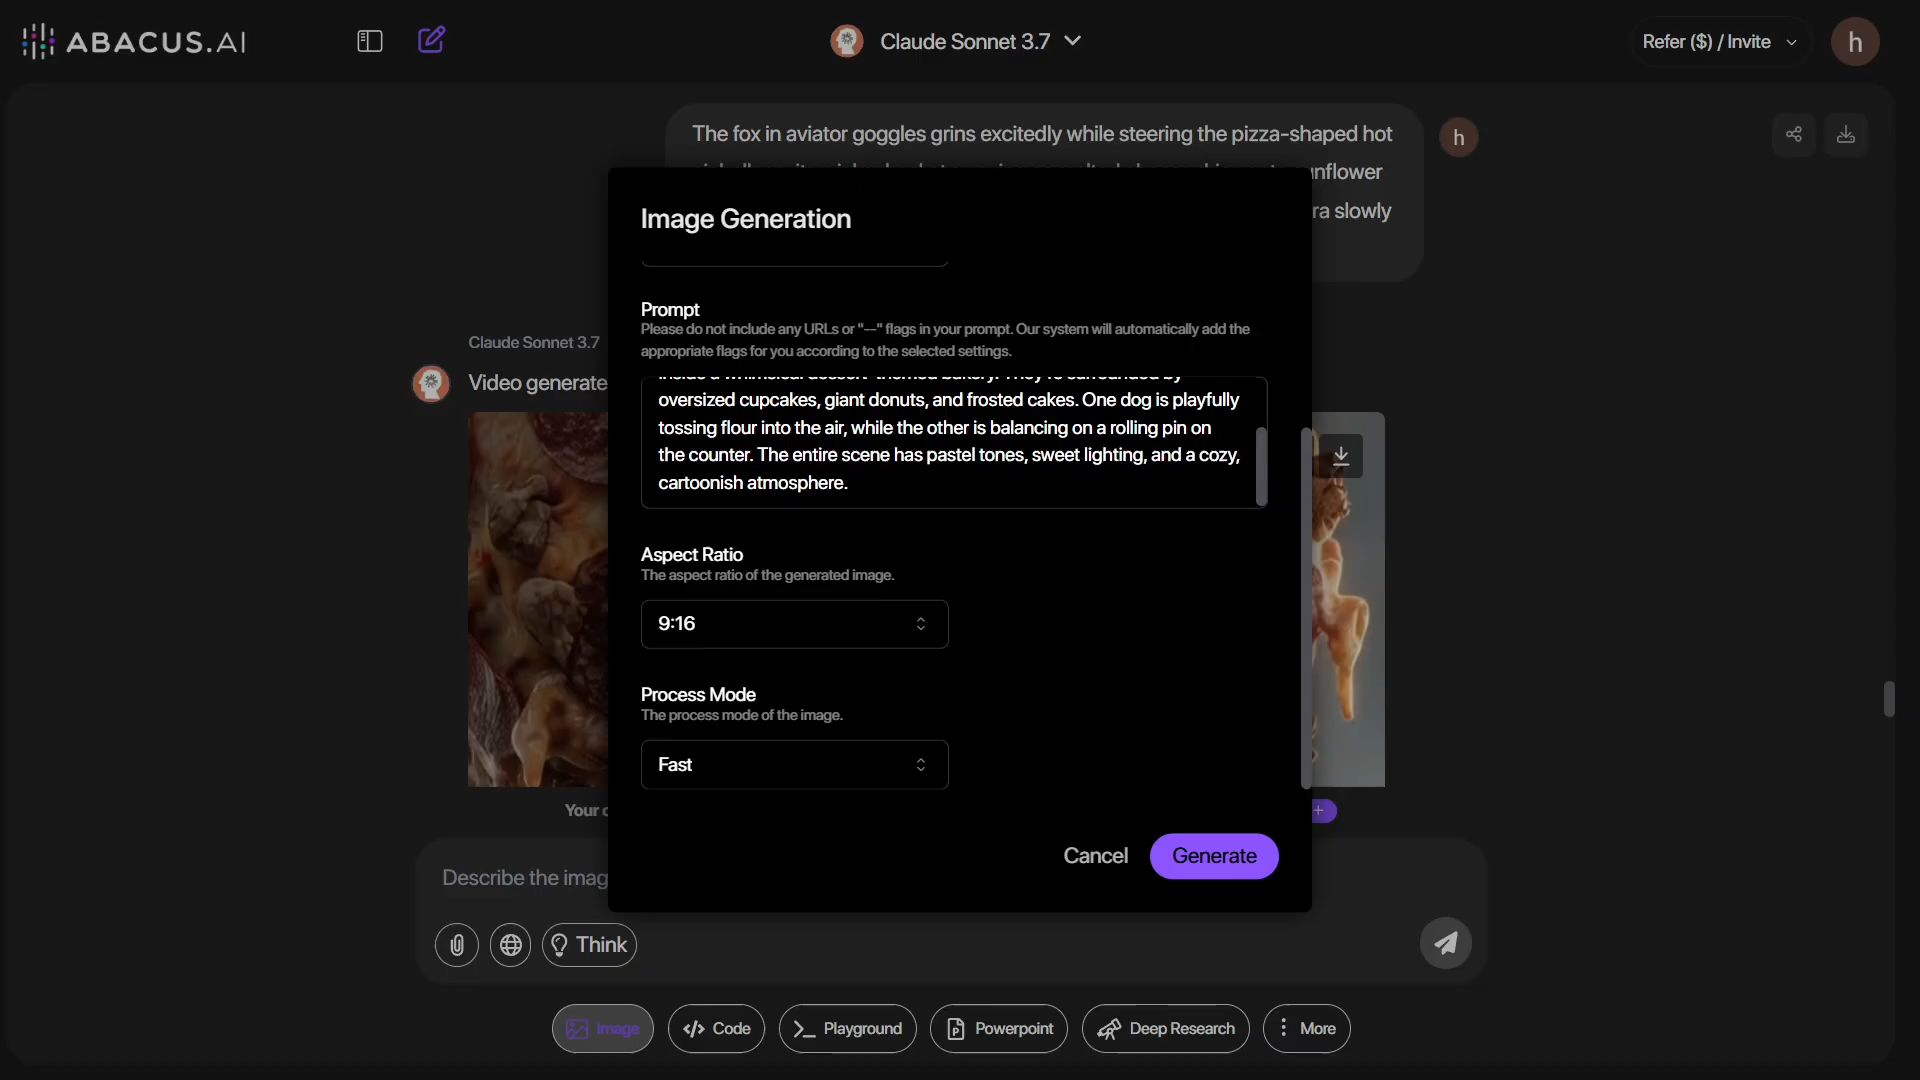 ABACUS.AI
Claude Sonnet 3.7
Refer ($) / Invite
h
The fox in aviator goggles grins excitedly while steering the pizza-shaped hot
h
ra slowly
Image Generation
Prompt
Please do not include any URLs or "--" flags in your prompt. Our system will automatically add the
appropriate flags for you according to the selected settings.
oversized cupcakes, giant donuts, and frosted cakes. One dog is playfully
tossing flour into the air, while the other is balancing on a rolling pin on
the counter. The entire scene has pastel tones, sweet lighting, and a cozy,
cartoonish atmosphere.
Claude Sonnet 3.7
Video generate
Aspect Ratio
The aspect ratio of the generated image.
9:16
Process Mode
The process mode of the image.
Fast
Your
Cancel
Generate
Describe the imag
Think
Image
Code
Playground
Powerpoint
Deep Research
More